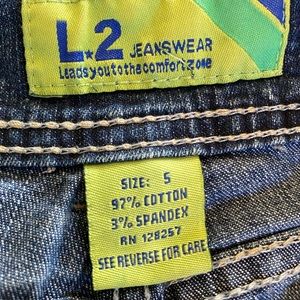 L★2 JEANSWEAR
Leads you to the comfort zone
SIZE: 5
97% COTTON
3% SPANDEX
RN 128257
SEE REVERSE FOR CARE